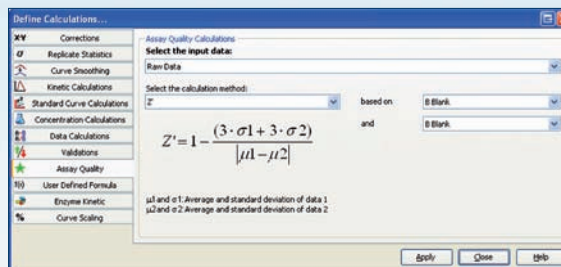 Define Calculations...
X-Y Corrections
σ Replicate Statistics
Curve Smoothing
Kinetic Calculations
Standard Curve Calculations
Concentration Calculations
Data Calculations
Validations
Assay Quality
f(x) User Defined Formula
Enzyme Kinetic
% Curve Scaling
Assay Quality Calculations
Select the input data:
Raw Data
Select the calculation method:
Z' based on B Blank
and B Blank
Z' = 1 - (3 · σ1 + 3 · σ2) / |μ1 - μ2|
μ1 and σ1: Average and standard deviation of data 1
μ2 and σ2: Average and standard deviation of data 2
Apply Close Help